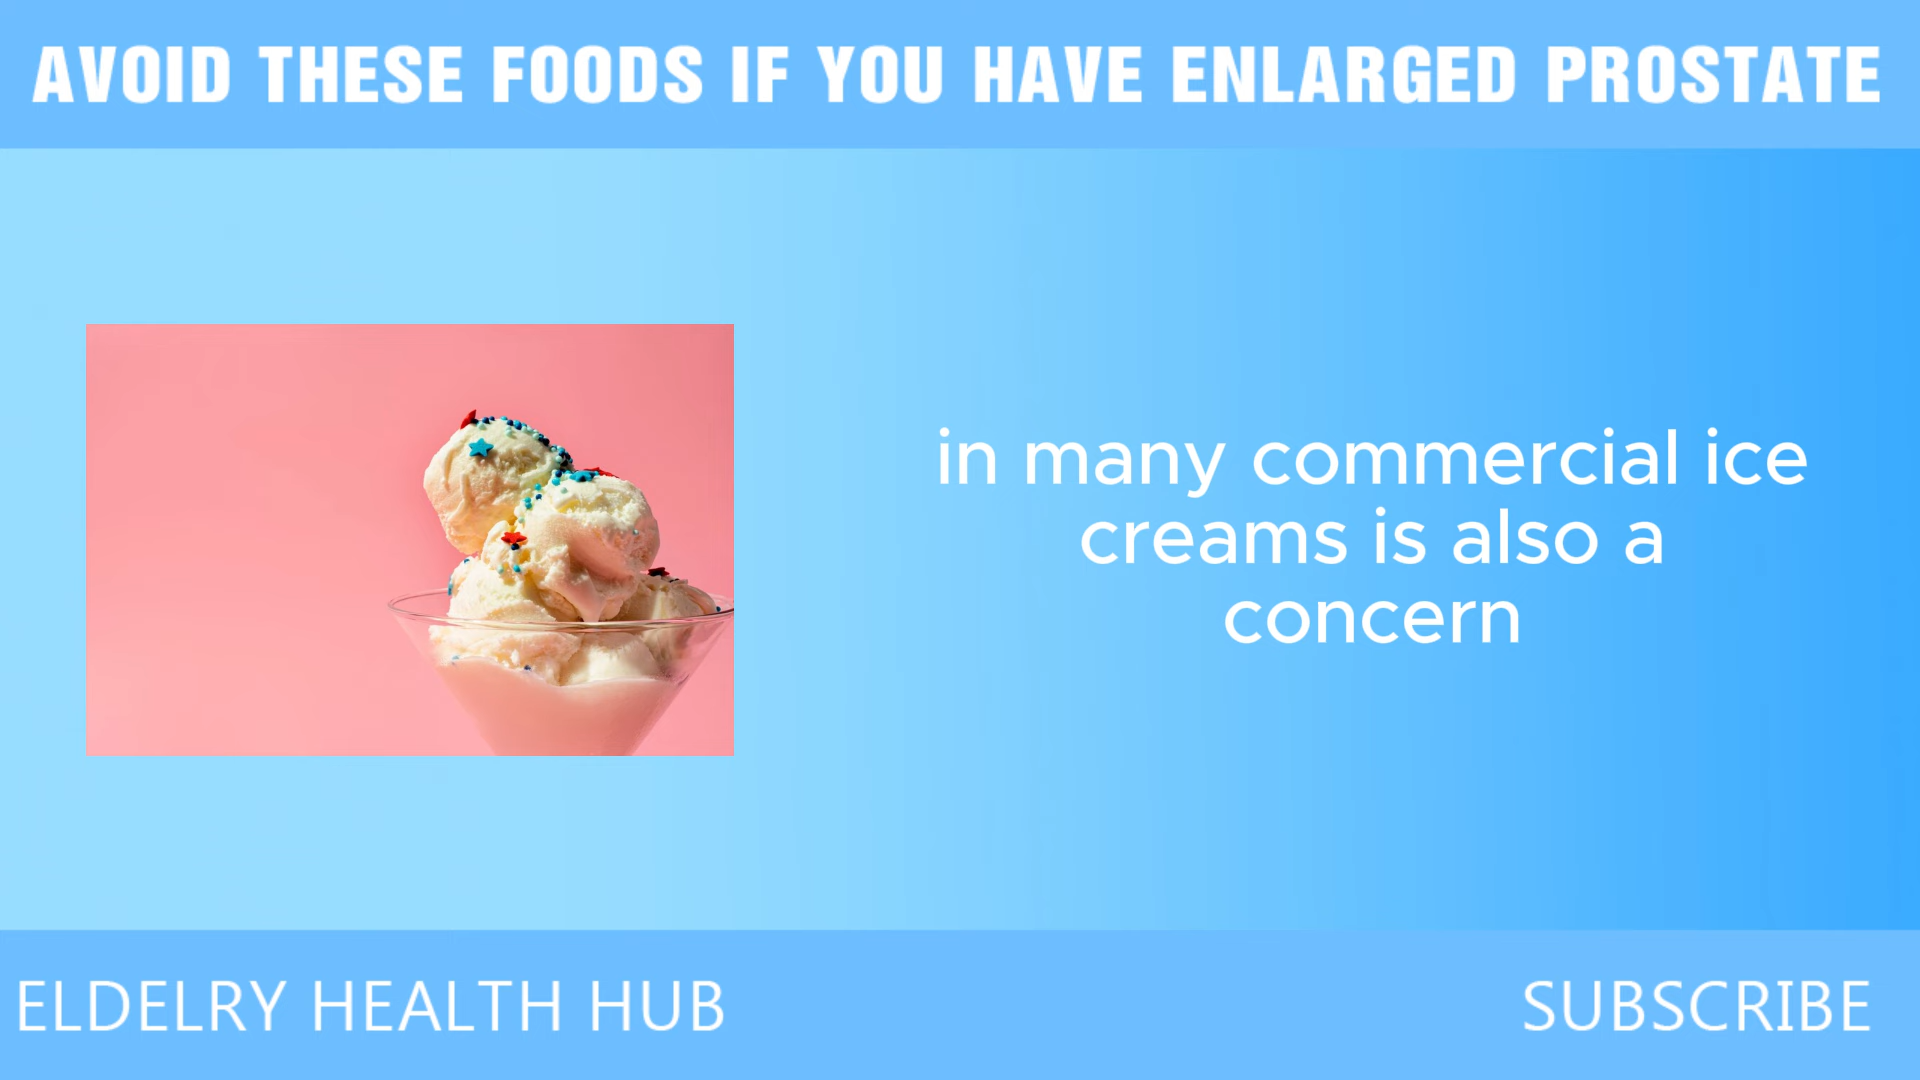 AVOID THESE FOODS IF YOU HAVE ENLARGED PROSTATE
in many commercial ice
creams is also a
concern
ELDELRY HEALTH HUB
SUBSCRIBE